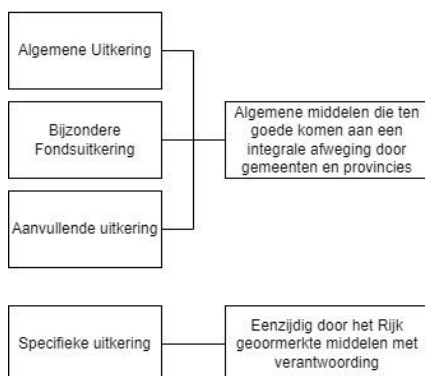 Algemene Uitkering
Bijzondere
Fondsuitkering
Algemene middelen die ten
goede komen aan een
integrale afweging door
gemeenten en provincies
Aanvullende uitkering
Specifieke uitkering
Eenzijdig door het Rijk
geoormerkte middelen met
verantwoording